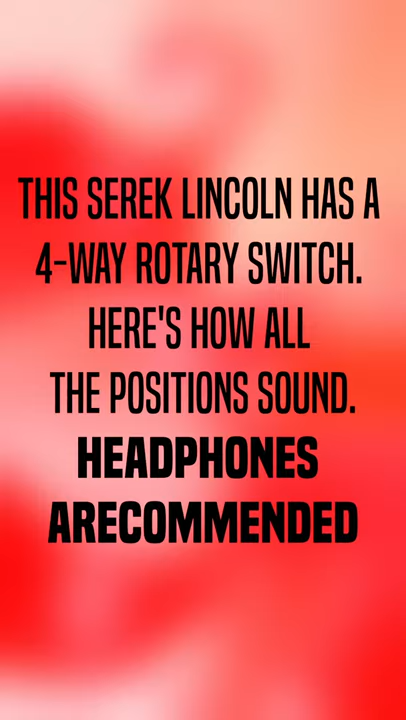 THIS SEREK LINCOLN HAS A
4-WAY ROTARY SWITCH.
HERE'S HOW ALL
THE POSITIONS SOUND.
HEADPHONES
ARECOMMENDED